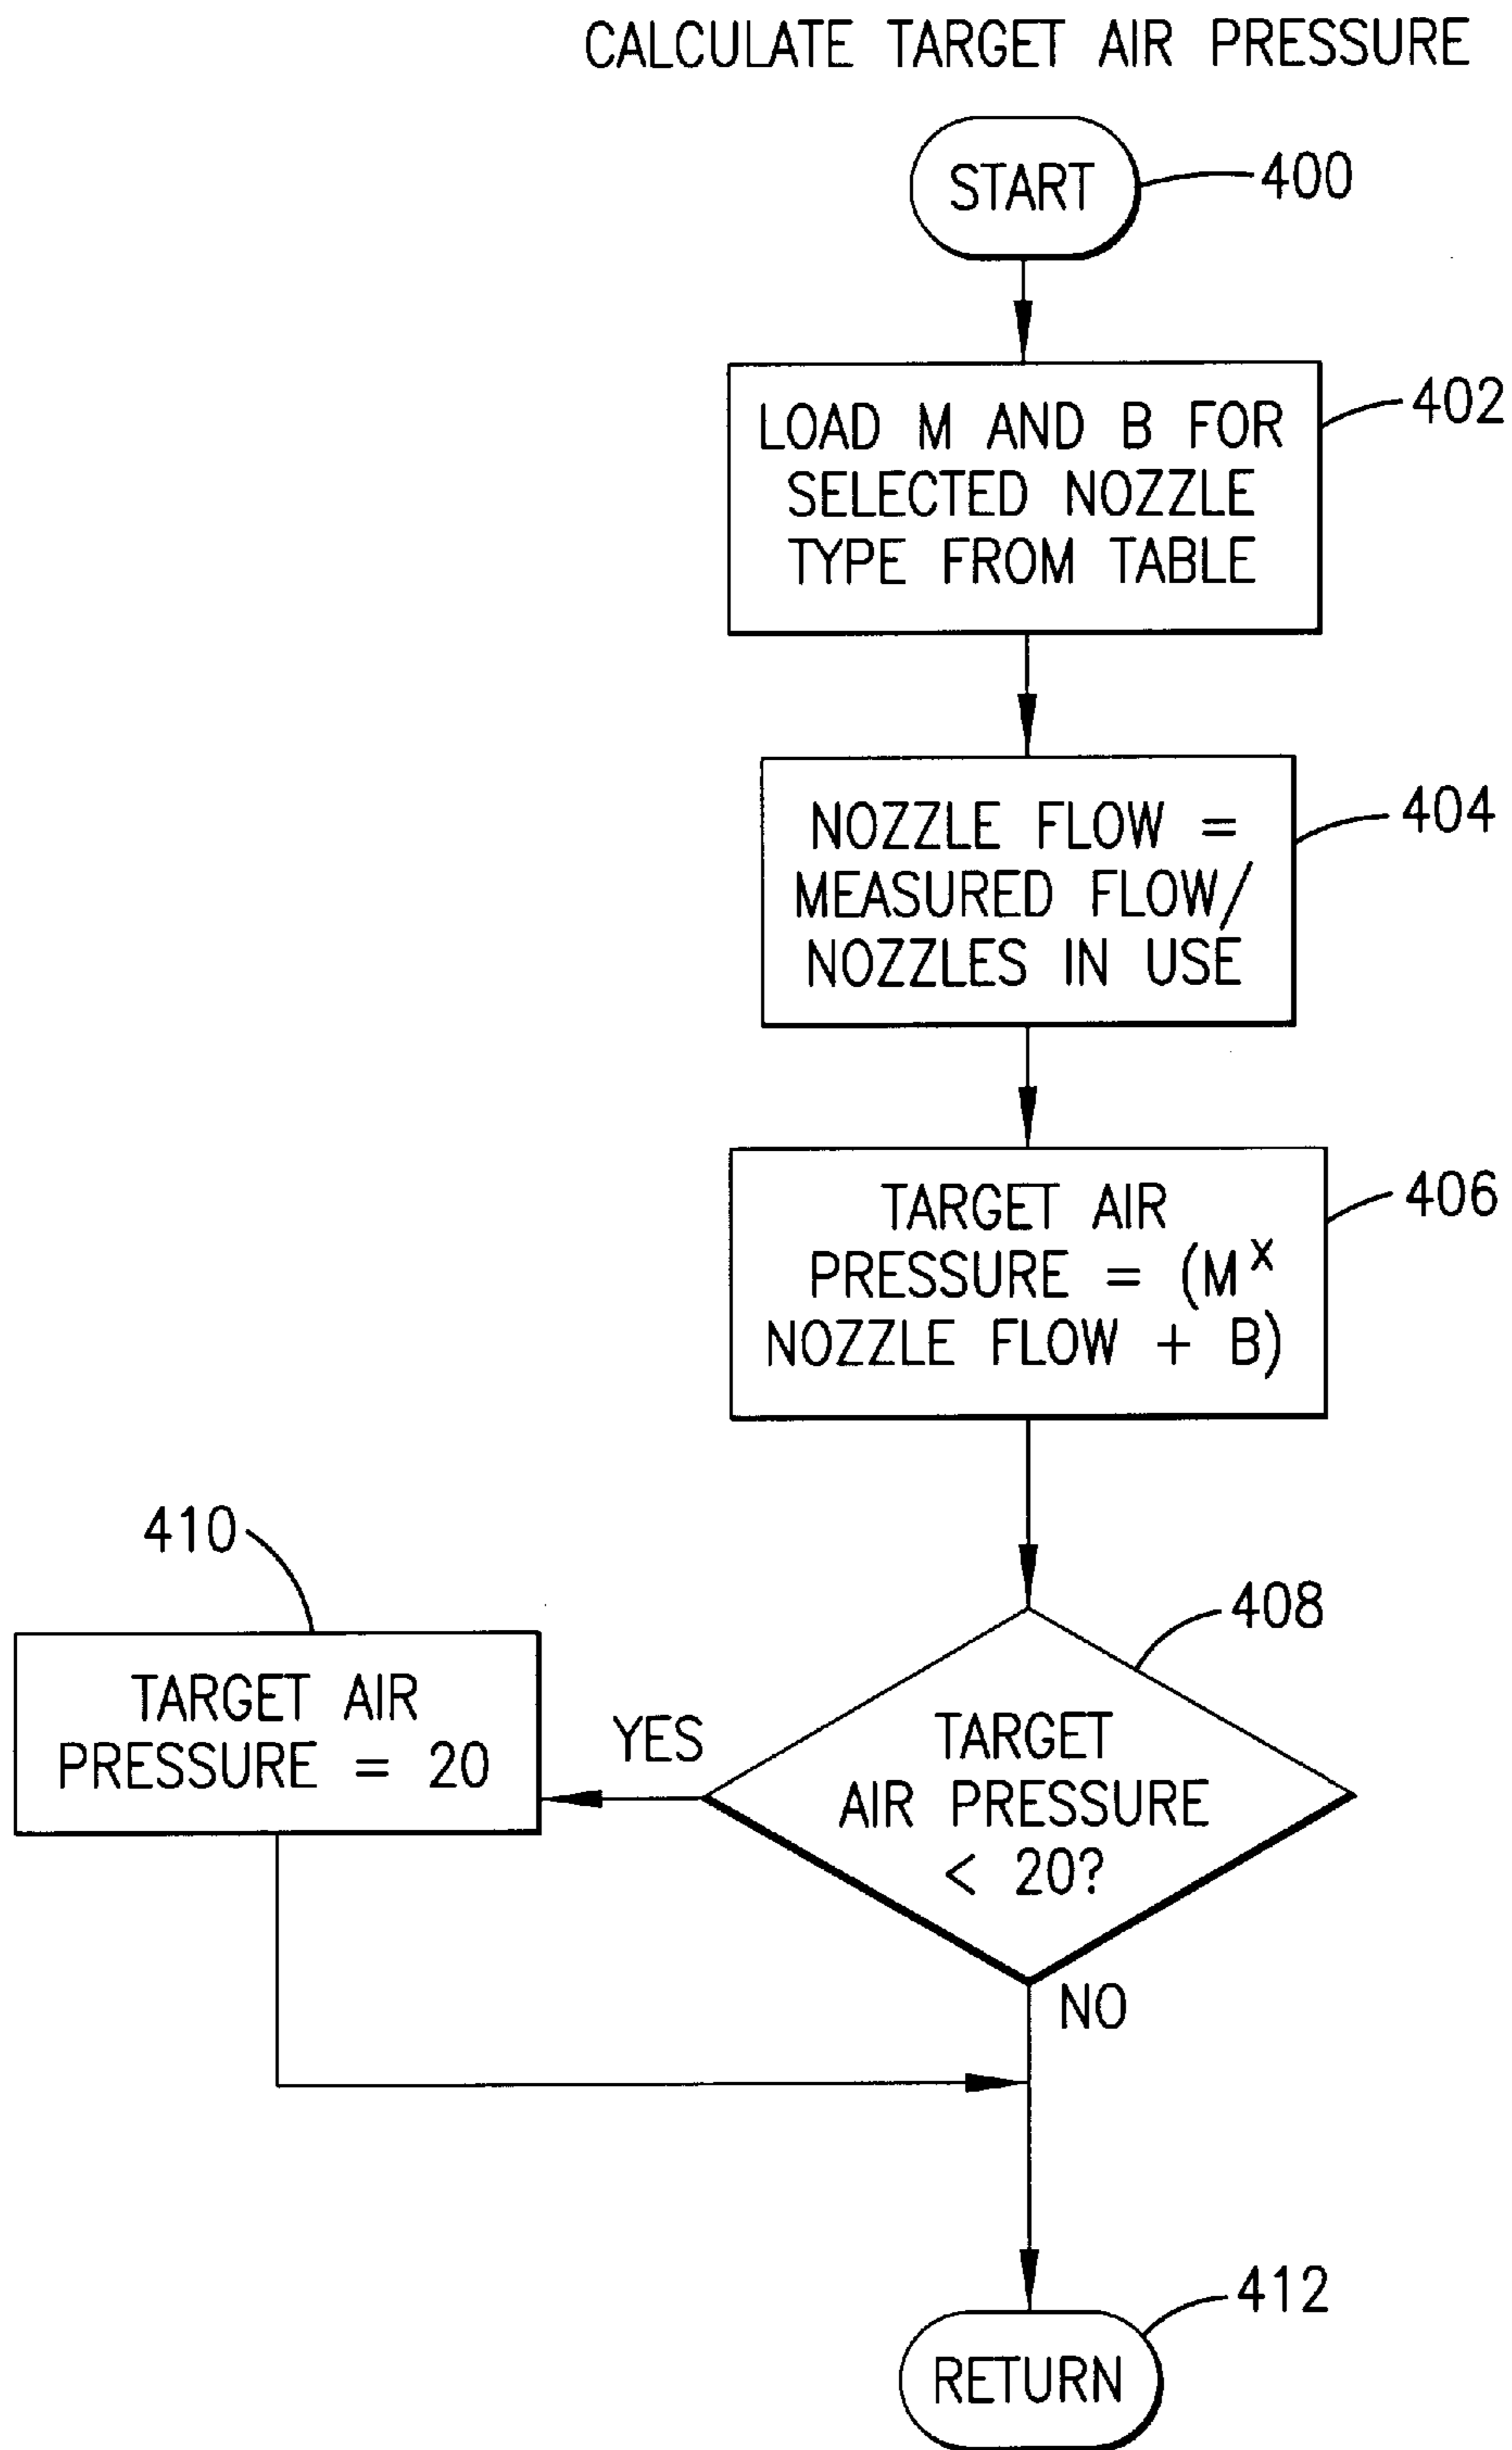 CALCULATE TARGET AIR PRESSURE
START
400
LOAD M AND B FOR
SELECTED NOZZLE
TYPE FROM TABLE
402
NOZZLE FLOW =
MEASURED FLOW/
NOZZLES IN USE
404
TARGET AIR
PRESSURE = (M^x
NOZZLE FLOW + B)
406
TARGET
AIR PRESSURE
< 20?
408
YES
410
TARGET AIR
PRESSURE = 20
NO
RETURN
412